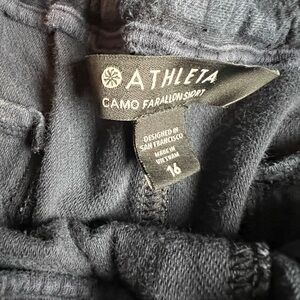 ATHLETA
CAMO FARALLON SHORT
DESIGNED IN
SAN FRANCISCO
MADE IN
VIETNAM
16